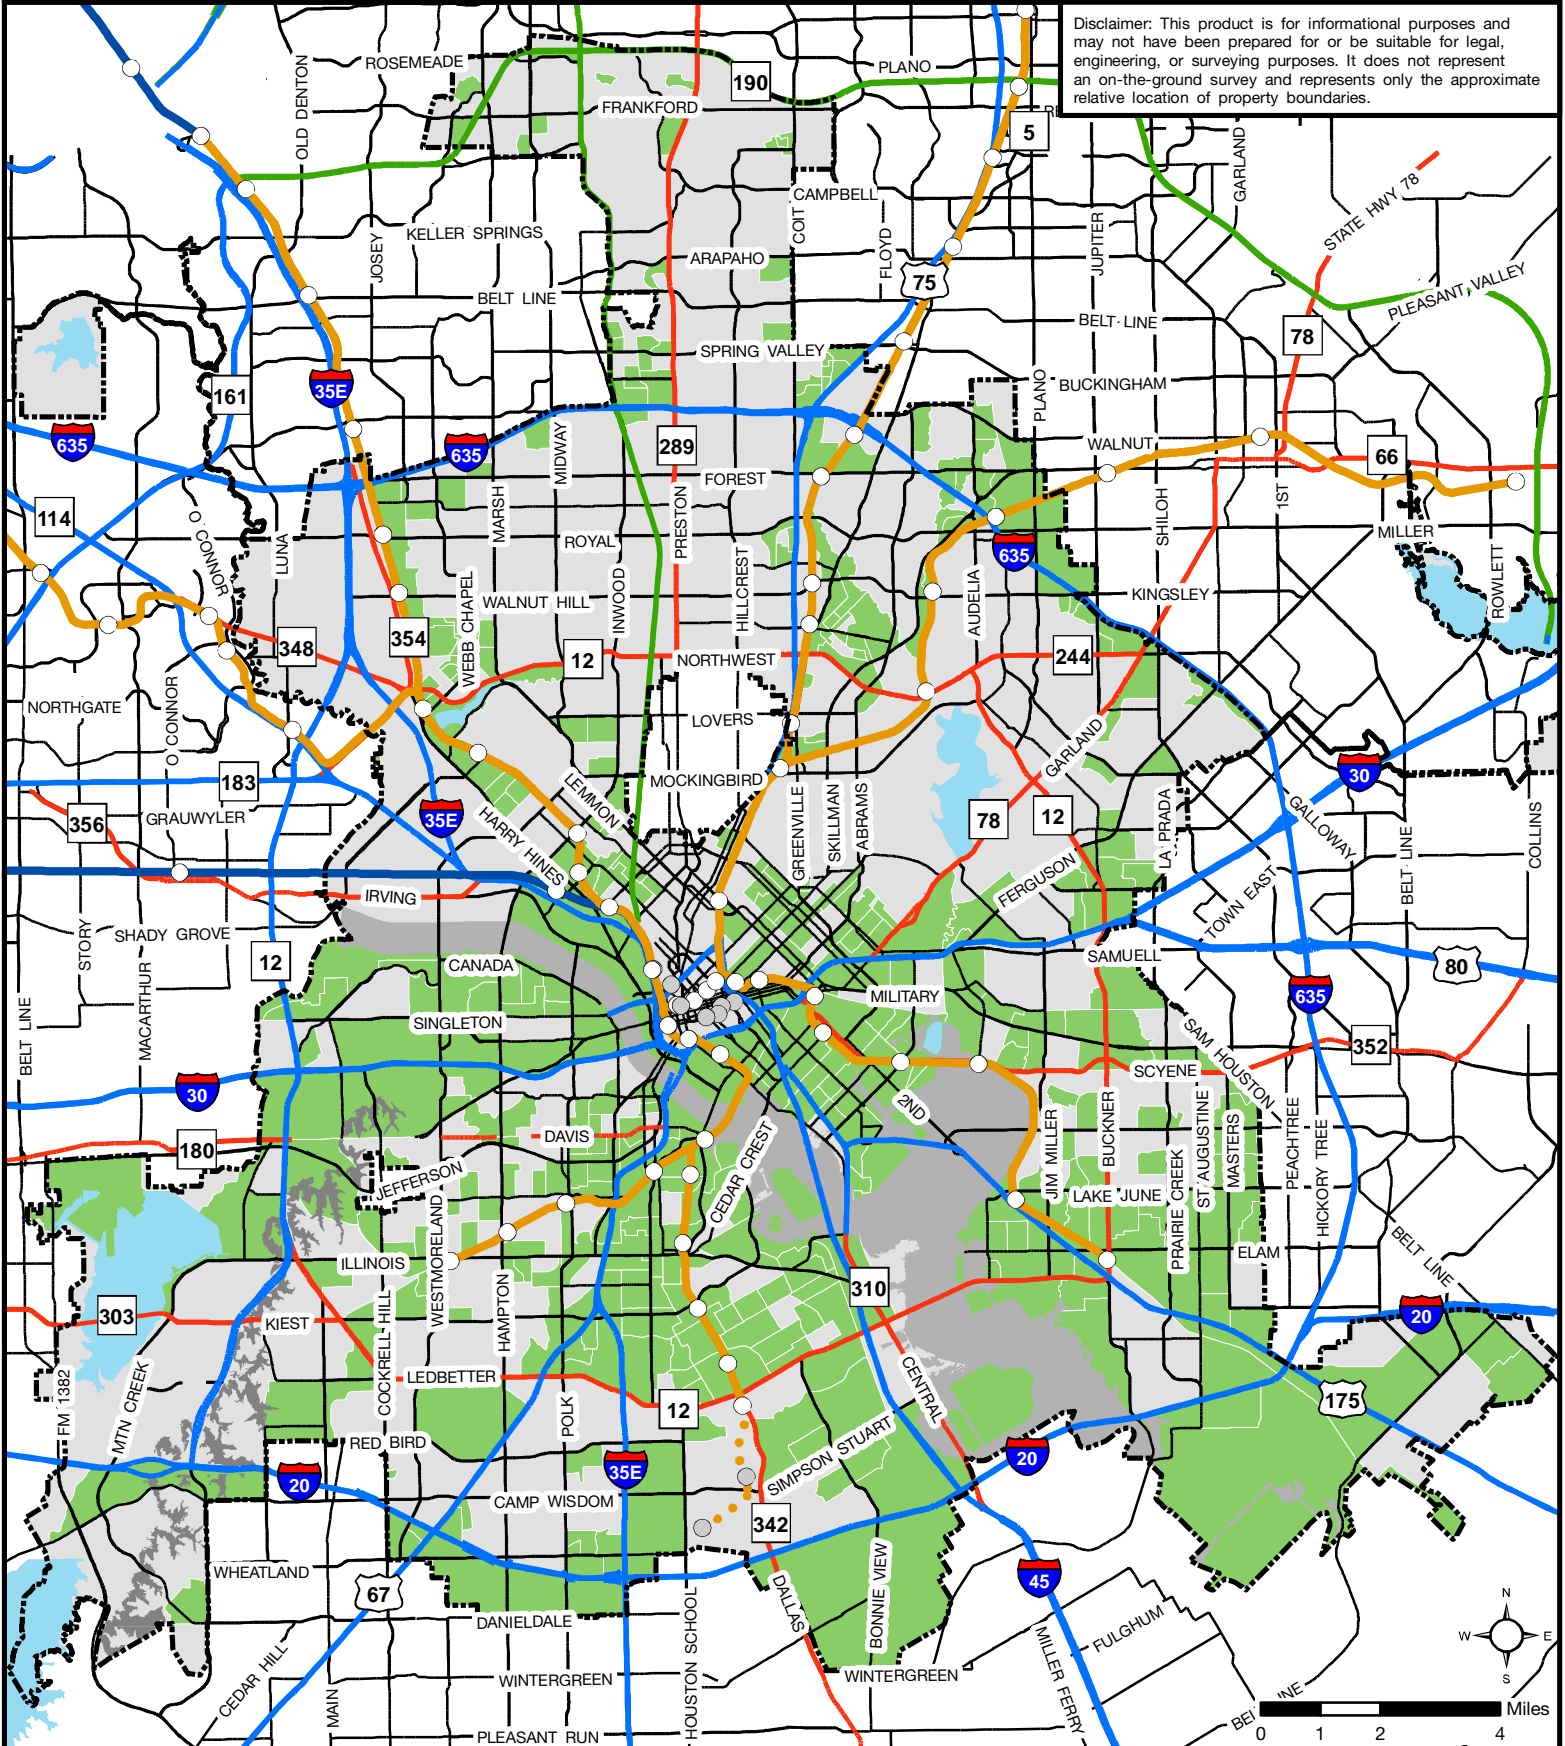 Disclaimer: This product is for informational purposes and
may not have been prepared for or be suitable for legal,
engineering, or surveying purposes. It does not represent
an on-the-ground survey and represents only the approximate
relative location of property boundaries.
ROSEMEADE
PLANO
190
FRANKFORD
5
OLD DENTON
GARLAND
CAMPBELL
COIT
STATE HWY 78
KELLER SPRINGS
JOSEY
FLOYD
JUPITER
ARAPAHO
75
BELT LINE
PLEASANT VALLEY
BELT LINE
78
SPRING VALLEY
161
35E
PLANO
BUCKINGHAM
635
635
MIDWAY
289
WALNUT
66
FOREST
114
MARSH
PRESTON
SHILOH
1ST
O'CONNOR
LUNA
ROYAL
635
MILLER
WEBB CHAPEL
WALNUT HILL
INWOOD
HILLCREST
AUDELIA
KINGSLEY
ROWLETT
348
354
12
NORTHWEST
244
NORTHGATE
O'CONNOR
LOVERS
GARLAND
183
MOCKINGBIRD
30
356
GRAUWYLER
35E
LEMMON
HARRY HINES
GREENVILLE
SKILLMAN
ABRAMS
78
12
LA PRADA
GALLOWAY
BELT LINE
COLLINS
IRVING
FERGUSON
TOWN EAST
STORY
SHADY GROVE
12
CANADA
SAMUELL
80
BELT LINE
MACARTHUR
SINGLETON
MILITARY
635
SAM HOUSTON
352
30
SCYENE
2ND
180
DAVIS
JEFFERSON
CEDAR CREST
JIM MILLER
BUCKNER
LAKE JUNE
PRAIRIE CREEK
ST AUGUSTINE
MASTERS
PEACHTREE
HICKORY TREE
ELAM
BELT LINE
ILLINOIS
WESTMORELAND
HAMPTON
310
303
KIEST
COCKRELL HILL
20
LEDBETTER
CENTRAL
FM 1382
MTN CREEK
POLK
12
175
RED BIRD
SIMPSON STUART
20
20
35E
CAMP WISDOM
342
WHEATLAND
67
BONNIE VIEW
45
DANIELDALE
DALLAS
HOUSTON SCHOOL
MILLER FERRY
FULGHUM
CEDAR HILL
MAIN
WINTERGREEN
WINTERGREEN
PLEASANT RUN
N
W
E
S
Miles
0
1
2
4